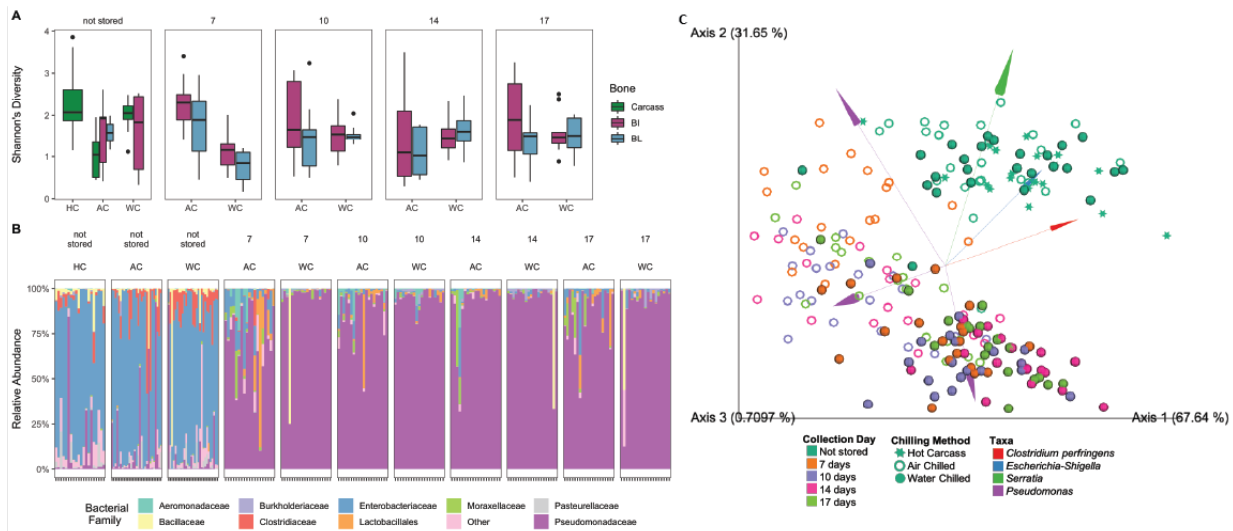 A
not stored
7
10
14
17
Shannon's Diversity
4
3
2
1
0
HC
AC
WC
AC
WC
AC
WC
AC
WC
AC
WC
Bone
Carcass
BI
BL
B
not stored
not stored
not stored
7
7
10
10
14
14
17
17
HC
AC
WC
AC
WC
AC
WC
AC
WC
AC
WC
Relative Abundance
100%
75%
50%
25%
0%
Bacterial Family
Aeromonadaceae
Bacillaceae
Burkholderiaceae
Clostridiaceae
Enterobacteriaceae
Lactobacillales
Moraxellaceae
Other
Pasteurellaceae
Pseudomonadaceae
C
Axis 2 (31.65 %)
Axis 3 (0.7097 %)
Axis 1 (67.64 %)
Collection Day
Not stored
7 days
10 days
14 days
17 days
Chilling Method
Hot Carcass
Air Chilled
Water Chilled
Taxa
Clostridium perfringens
Escherichia-Shigella
Serratia
Pseudomonas